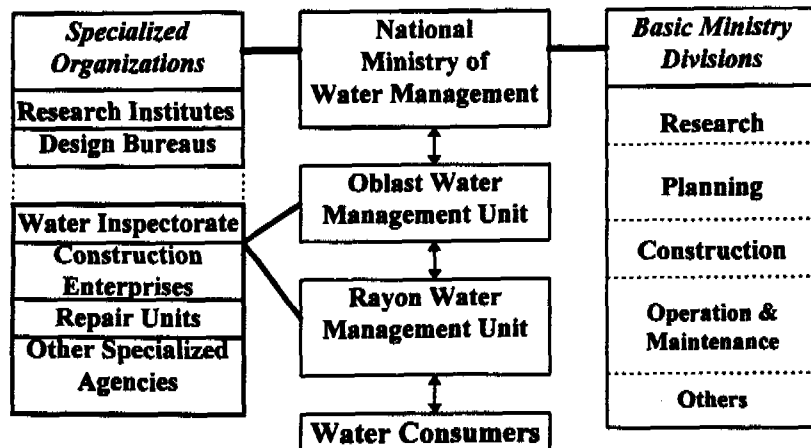 Specialized
Organizations
Research Institutes
Design Bureaus
Water Inspectorate
Construction
Enterprises
Repair Units
Other Specialized
Agencies
National
Ministry of
Water Management
Oblast Water
Management Unit
Rayon Water
Management Unit
Water Consumers
Basic Ministry
Divisions
Research
Planning
Construction
Operation &
Maintenance
Others